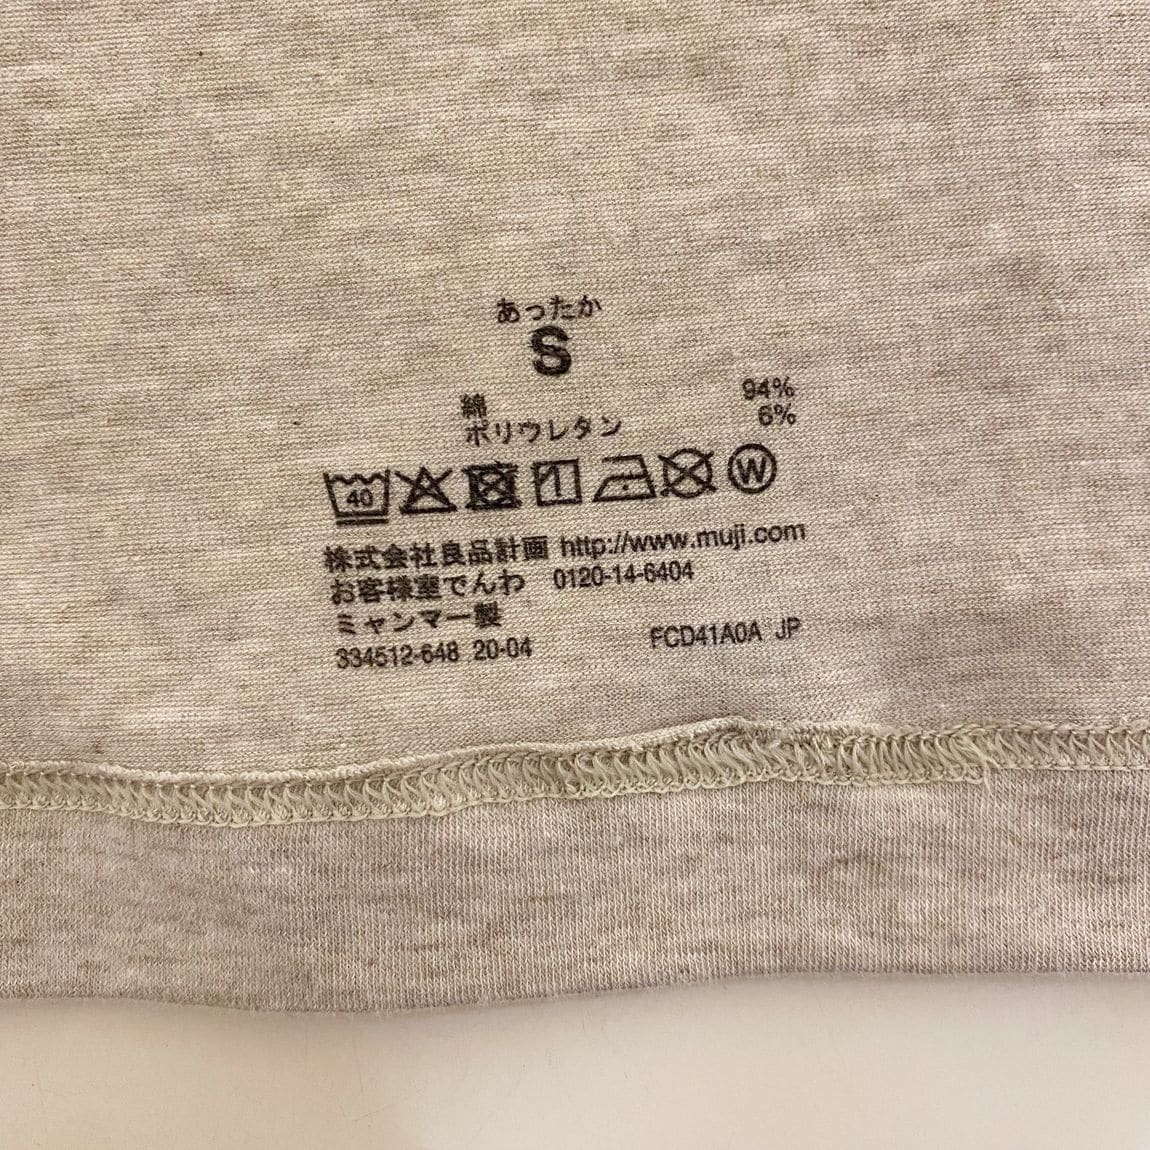 あったか
S
綿 94%
ポリウレタン 6%
40 W
株式会社良品計画 http://www.muji.com
お客様室でんわ 0120-14-6404
ミャンマー製
334512-648 20-04 FCD41A0A JP